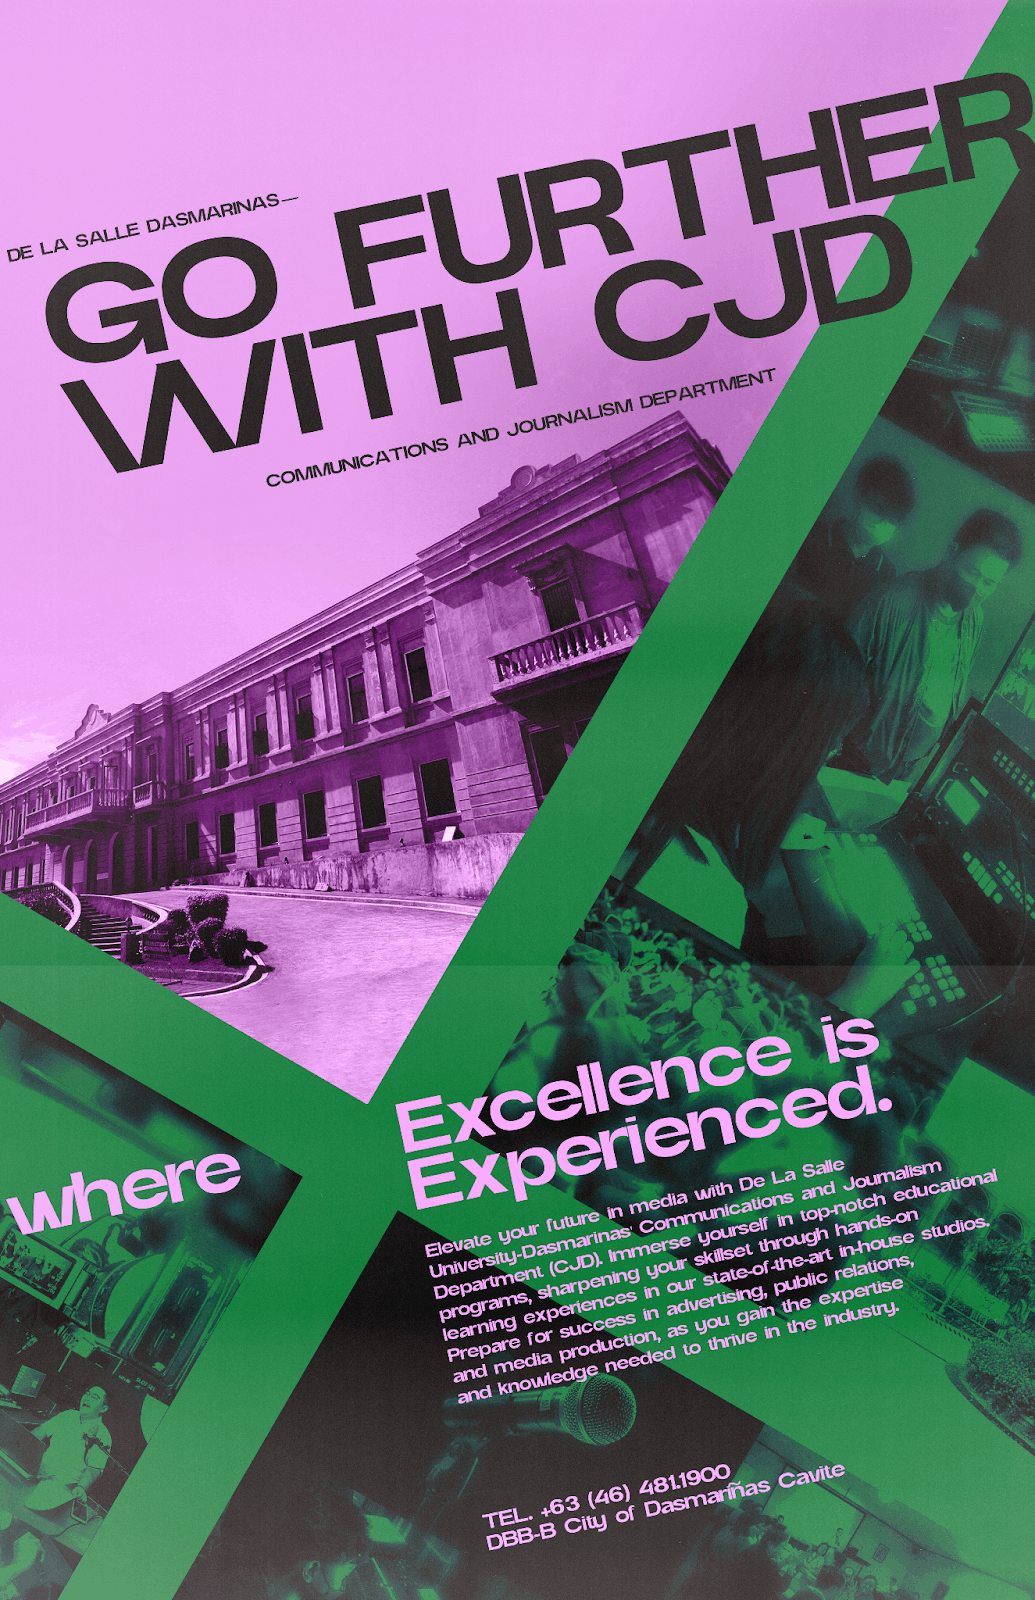 DE LA SALLE DASMARINAS—
GO FURTHER
WITH CJD
COMMUNICATIONS AND JOURNALISM DEPARTMENT
where
Excellence is
Experienced.
Elevate your future in media with De La Salle
University-Dasmarinas' Communications and Journalism
Department (CJD). Immerse yourself in top-notch educational
programs, sharpening your skillset through hands-on
learning experiences in our state-of-the-art in-house studios.
Prepare for success in advertising, public relations,
and media production, as you gain the expertise
and knowledge needed to thrive in the industry.
TEL. +63 (46) 481.1900
DBB-B City of Dasmariñas Cavite